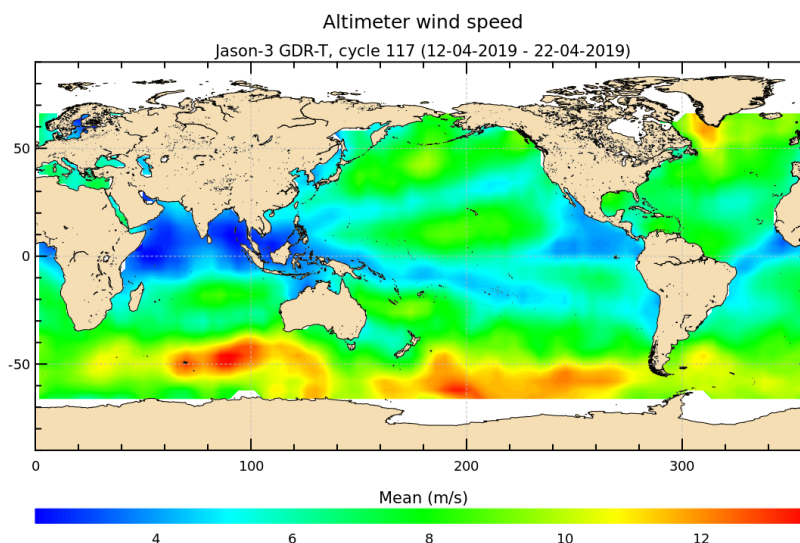 Altimeter wind speed
Jason-3 GDR-T, cycle 117 (12-04-2019 - 22-04-2019)
50
0
-50
0 100 200 300
Mean (m/s)
4 6 8 10 12